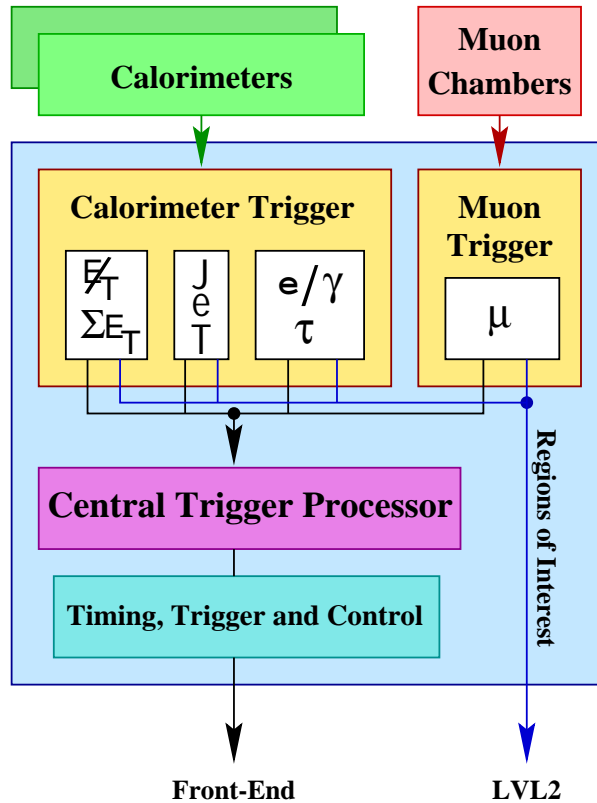 Calorimeters
Muon
Chambers
Calorimeter Trigger
Muon
Trigger
E̸T
ΣET
J
e
T
e/γ
τ
μ
Regions of Interest
Central Trigger Processor
Timing, Trigger and Control
Front-End
LVL2